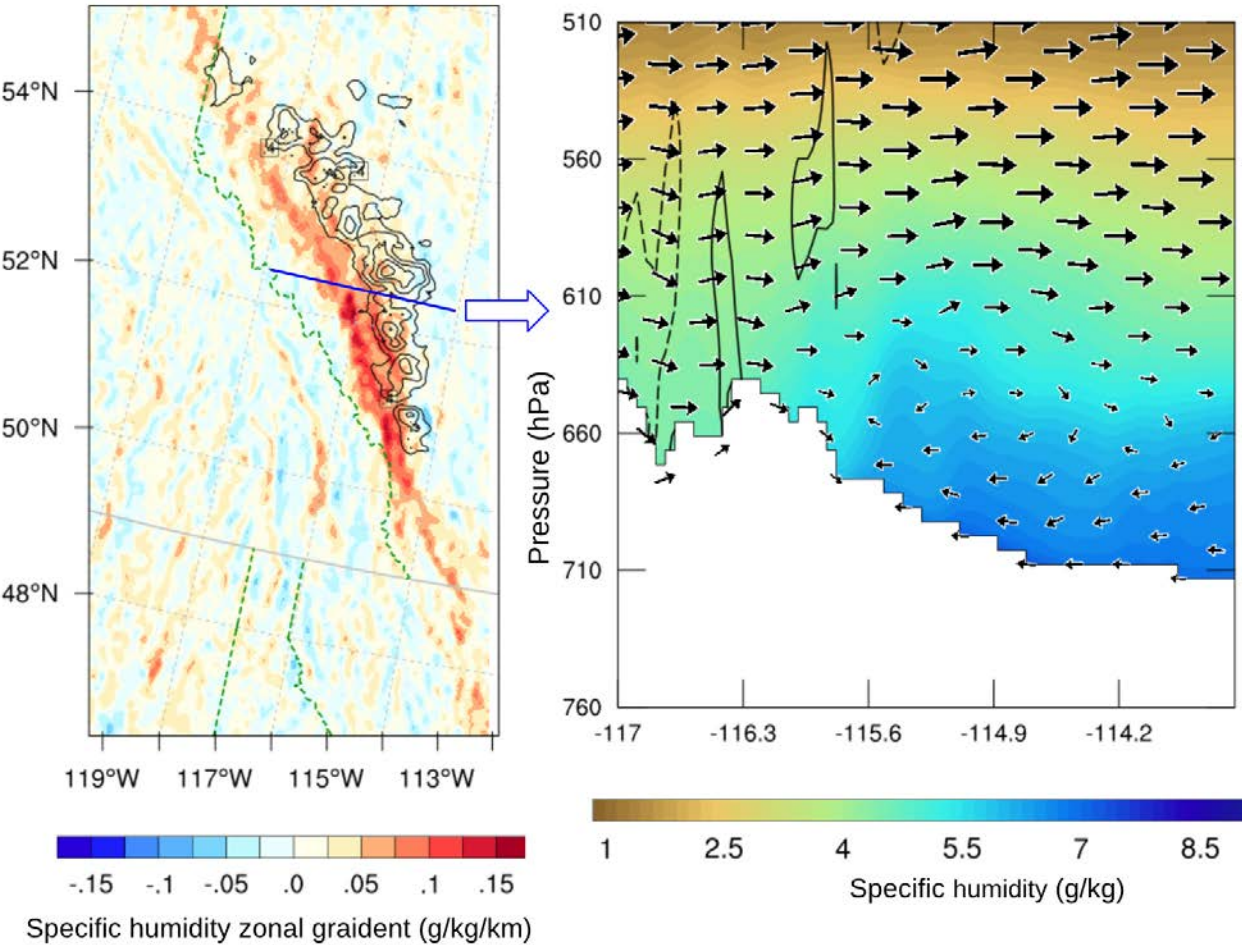 54°N
52°N
50°N
48°N
119°W 117°W 115°W 113°W
-.15 -.1 -.05 .0 .05 .1 .15
Specific humidity zonal graident (g/kg/km)
Pressure (hPa)
510
560
610
660
710
760
-117 -116.3 -115.6 -114.9 -114.2
1 2.5 4 5.5 7 8.5
Specific humidity (g/kg)